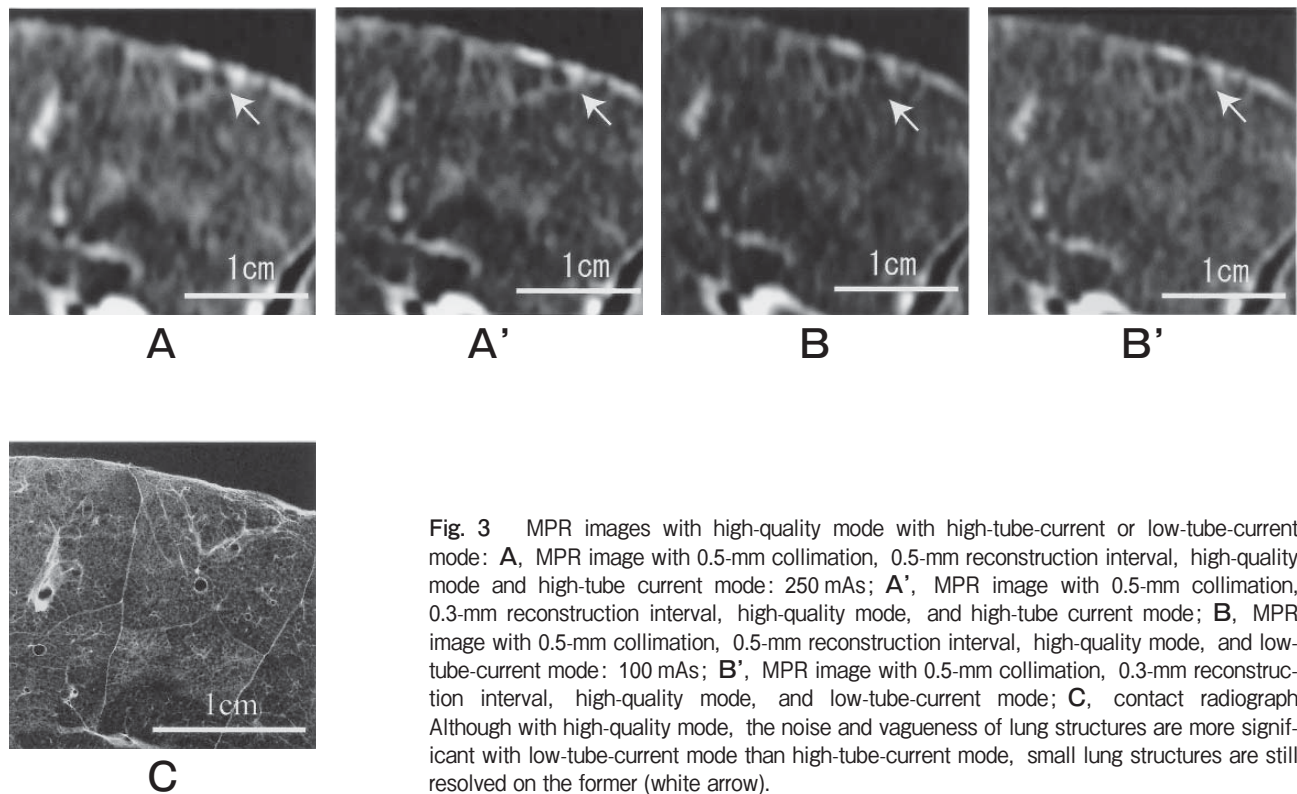 1cm
1cm
1cm
1cm
A
A’
B
B’
1cm
C
Fig. 3 MPR images with high-quality mode with high-tube-current or low-tube-current
mode: A, MPR image with 0.5-mm collimation, 0.5-mm reconstruction interval, high-quality
mode and high-tube current mode: 250 mAs; A’, MPR image with 0.5-mm collimation,
0.3-mm reconstruction interval, high-quality mode, and high-tube current mode; B, MPR
image with 0.5-mm collimation, 0.5-mm reconstruction interval, high-quality mode, and low-
tube-current mode: 100 mAs; B’, MPR image with 0.5-mm collimation, 0.3-mm reconstruc-
tion interval, high-quality mode, and low-tube-current mode; C, contact radiograph
Although with high-quality mode, the noise and vagueness of lung structures are more signif-
icant with low-tube-current mode than high-tube-current mode, small lung structures are still
resolved on the former (white arrow).